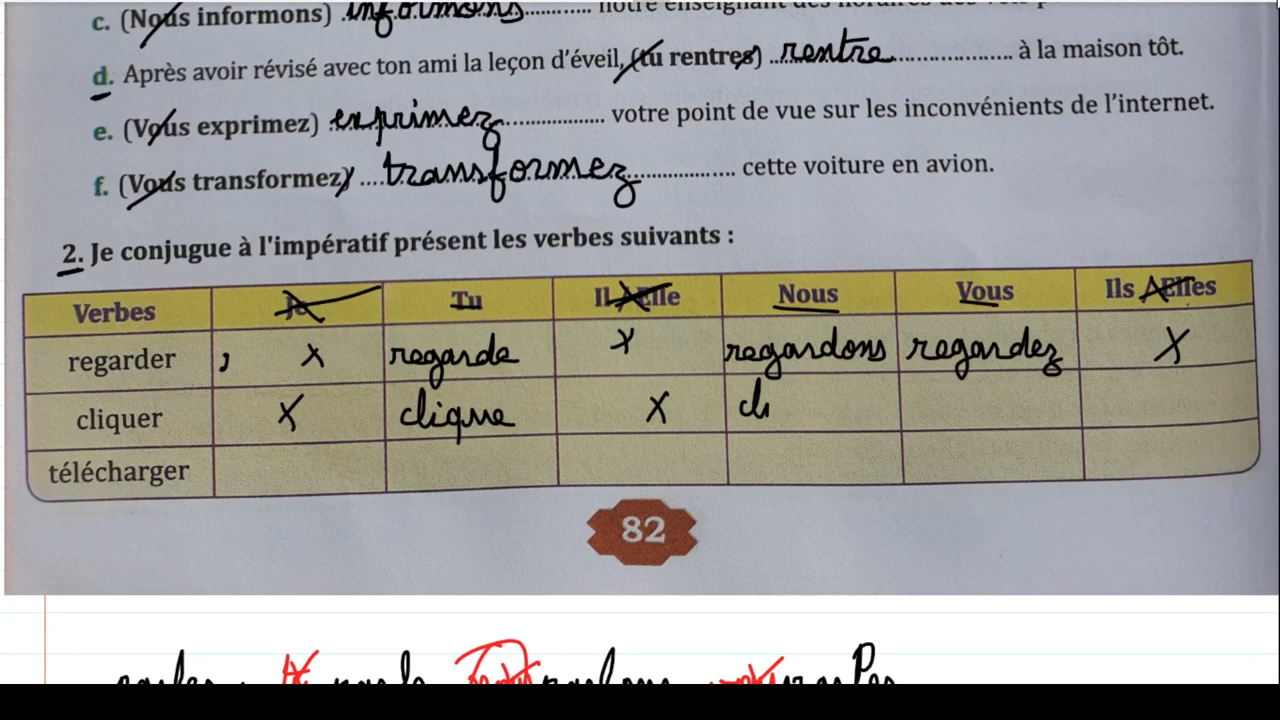 c. (Nous informons) informons............ notre enseignant des
d. Après avoir révisé avec ton ami la leçon d'éveil, (tu rentres) rentre.................... à la maison tôt.
e. (Vous exprimez) exprimez................ votre point de vue sur les inconvénients de l'internet.
f. (Vous transformez) ....transformez................. cette voiture en avion.
2. Je conjugue à l'impératif présent les verbes suivants :
Verbes Je Tu Il /Elle Nous Vous Ils /Elles
regarder , x regarde x regardons regardez x
cliquer x clique x cli
télécharger
82